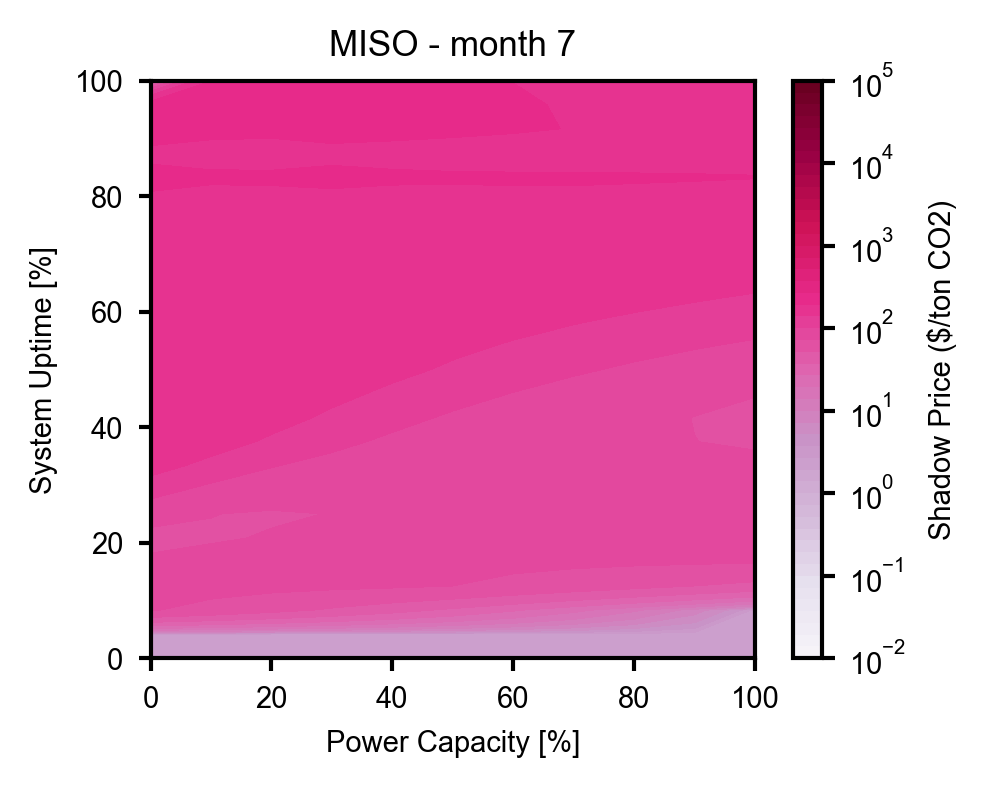 MISO - month 7
100
80
60
40
20
0
System Uptime [%]
0 20 40 60 80 100
Power Capacity [%]
10^5
10^4
10^3
10^2
10^1
10^0
10^−1
10^−2
Shadow Price ($/ton CO2)